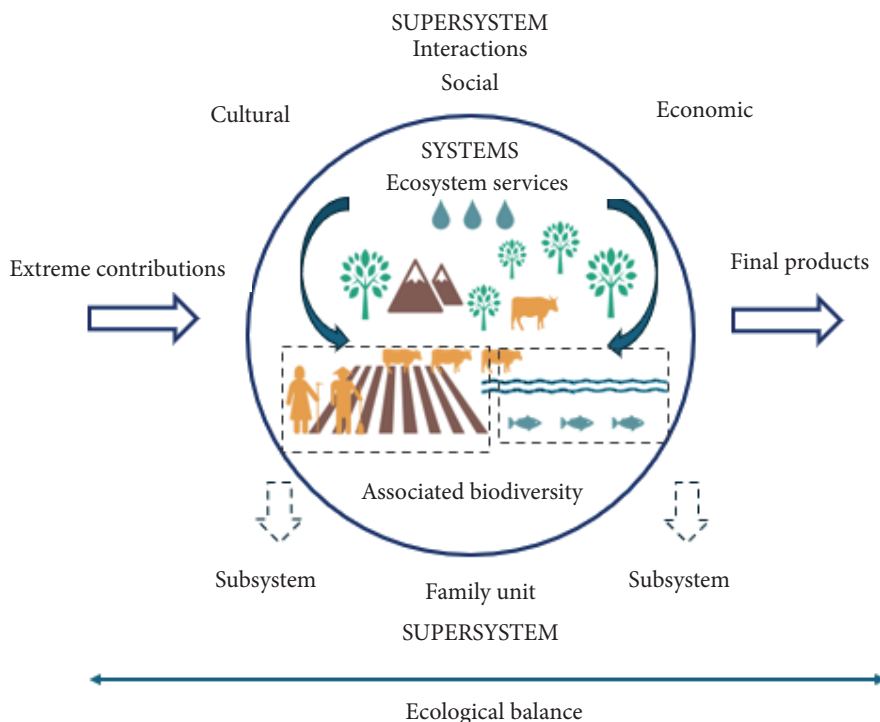 SUPERSYSTEM
Interactions
Social
Cultural
Economic
SYSTEMS
Ecosystem services
Extreme contributions
Final products
Associated biodiversity
Subsystem
Subsystem
Family unit
SUPERSYSTEM
Ecological balance